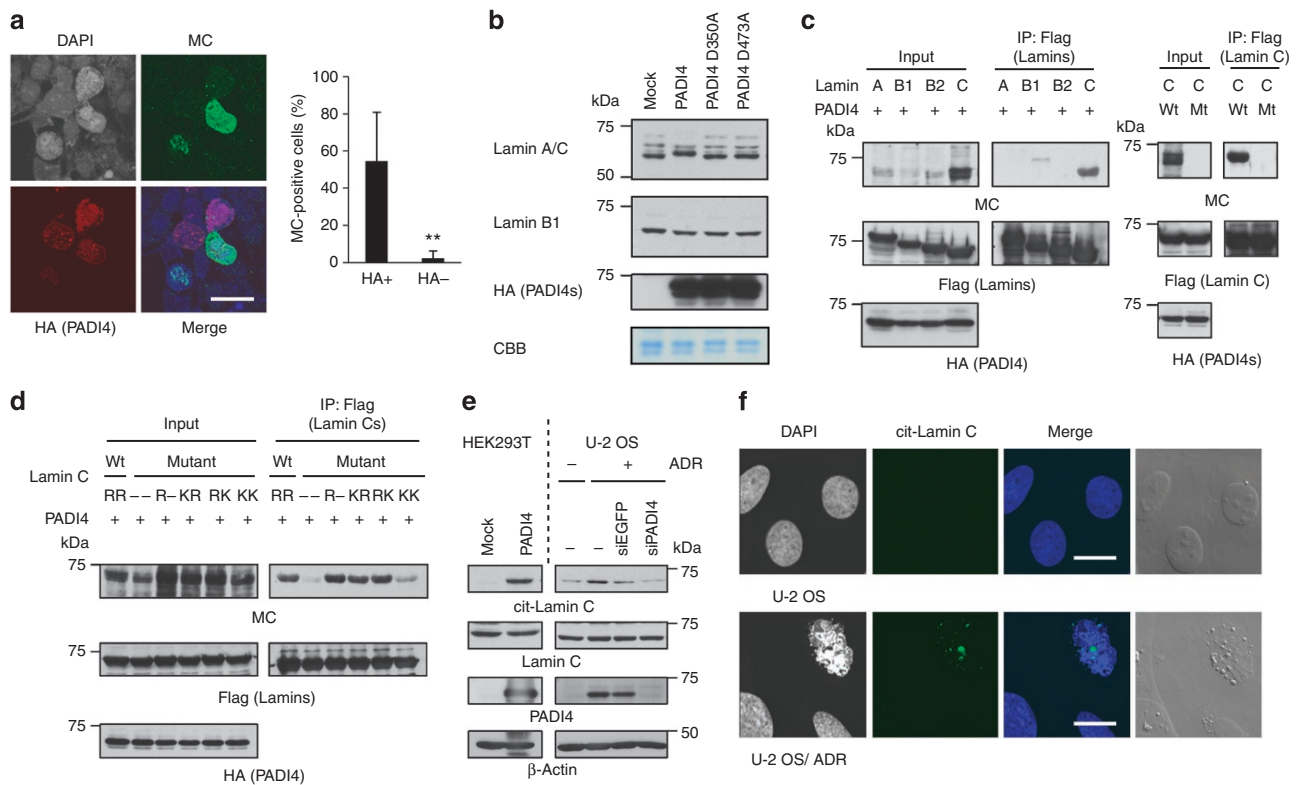 a
DAPI
MC
HA (PADI4)
Merge
MC-positive cells (%)
100
80
60
40
20
0
**
HA+ HA–
b
kDa
Mock
PADI4
PADI4 D350A
PADI4 D473A
75
Lamin A/C
50
75
Lamin B1
75
HA (PADI4s)
CBB
c
Input
IP: Flag
(Lamins)
Lamin A B1 B2 C A B1 B2 C
PADI4 + + + + + + + +
kDa
75
MC
75
Flag (Lamins)
75
HA (PADI4)
Input
IP: Flag
(Lamin C)
C C C C
Wt Mt Wt Mt
kDa
75
MC
75
Flag (Lamin C)
75
HA (PADI4s)
d
Input
IP: Flag
(Lamin Cs)
Wt Mutant Wt Mutant
Lamin C
RR –– R– KR RK KK RR –– R– KR RK KK
PADI4 + + + + + + + + + + + +
kDa
75
MC
75
Flag (Lamins)
75
HA (PADI4)
e
HEK293T
U-2 OS
– + ADR
Mock
PADI4
–
–
siEGFP
siPADI4
kDa
75
cit-Lamin C
75
Lamin C
75
PADI4
50
β-Actin
f
DAPI
cit-Lamin C
Merge
U-2 OS
U-2 OS/ ADR